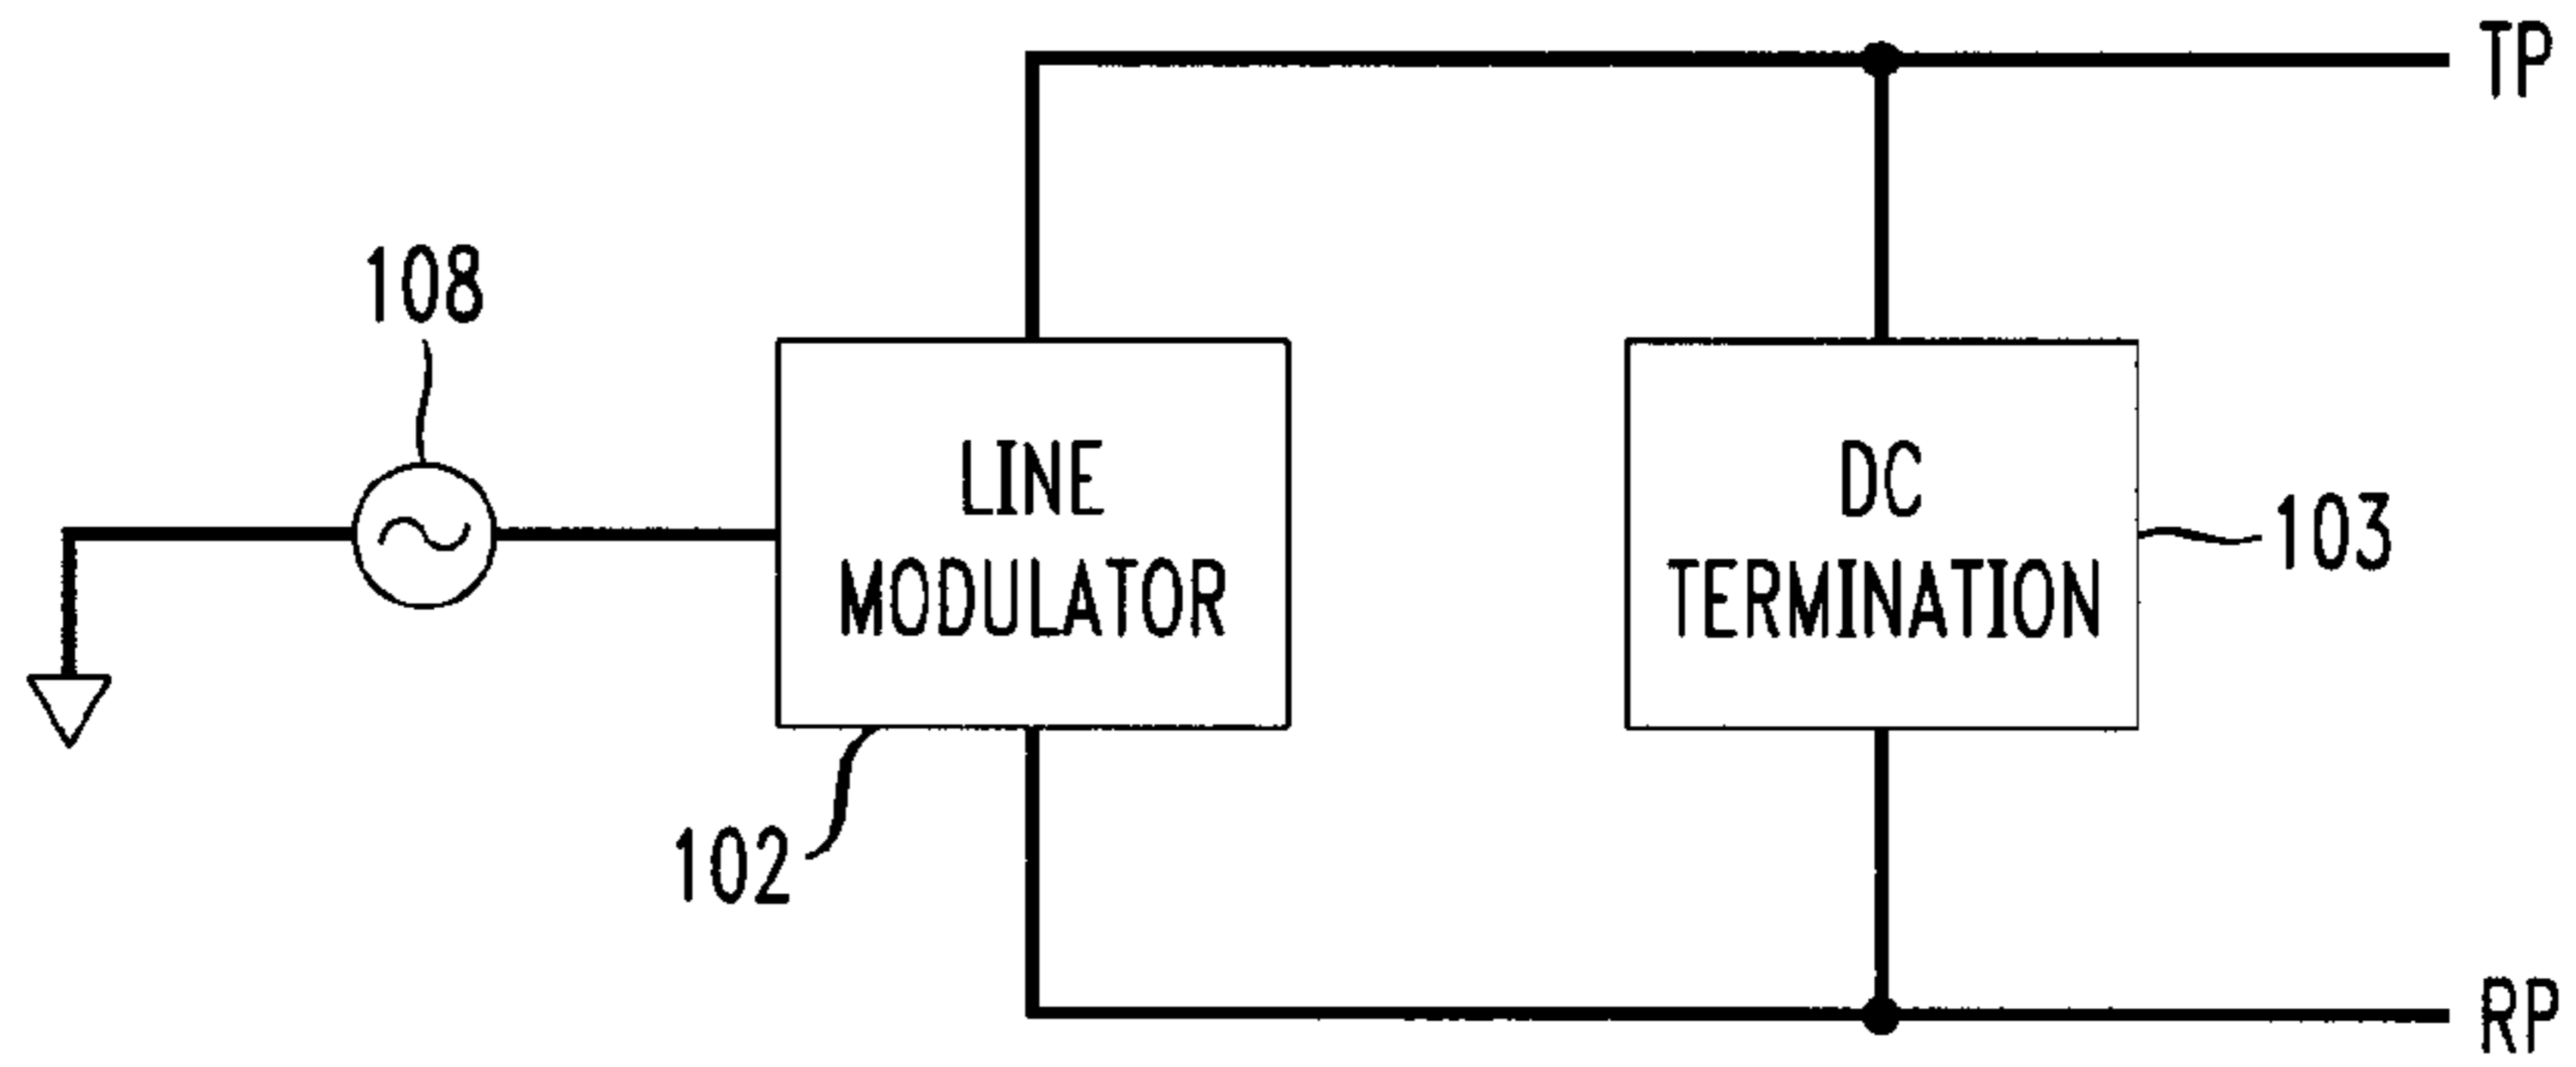 TP
108
LINE
MODULATOR
DC
TERMINATION
103
102
RP